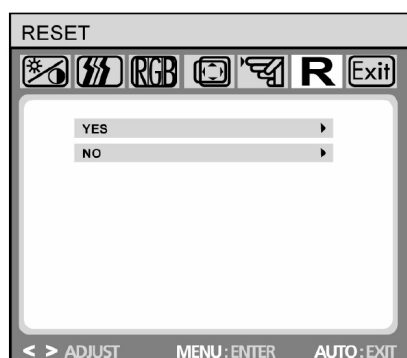 RESET
RGB R Exit
YES
NO
< > ADJUST MENU : ENTER AUTO : EXIT